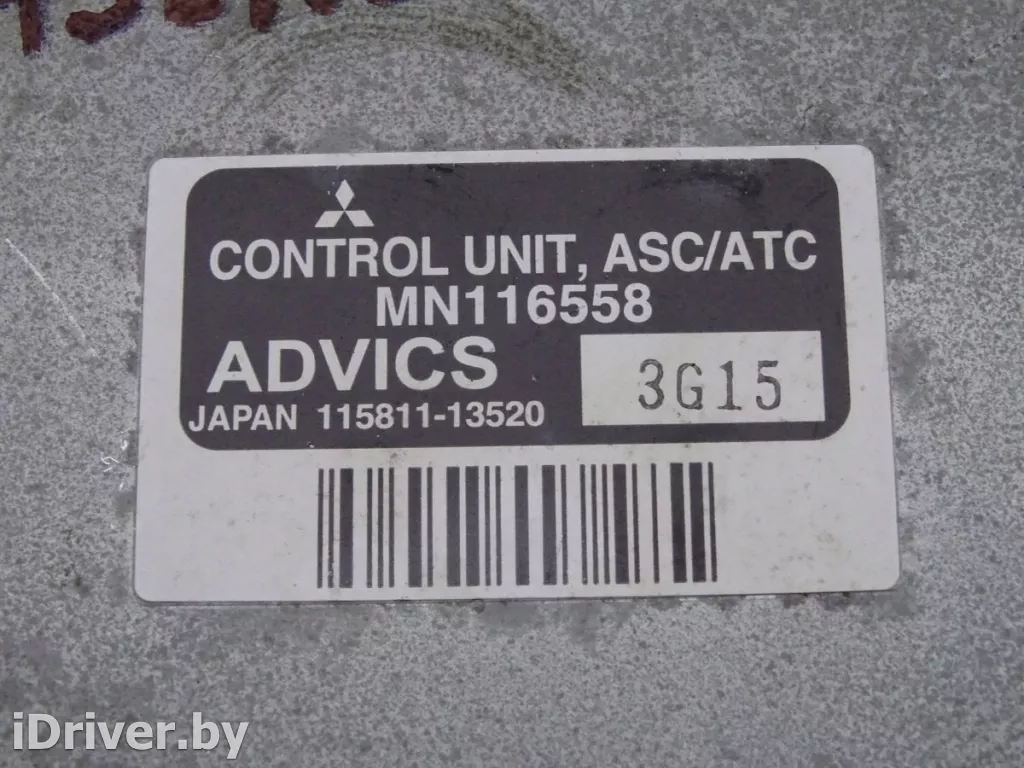 CONTROL UNIT, ASC/ATC
MN116558
ADVICS
3G15
JAPAN 115811-13520
iDriver.by